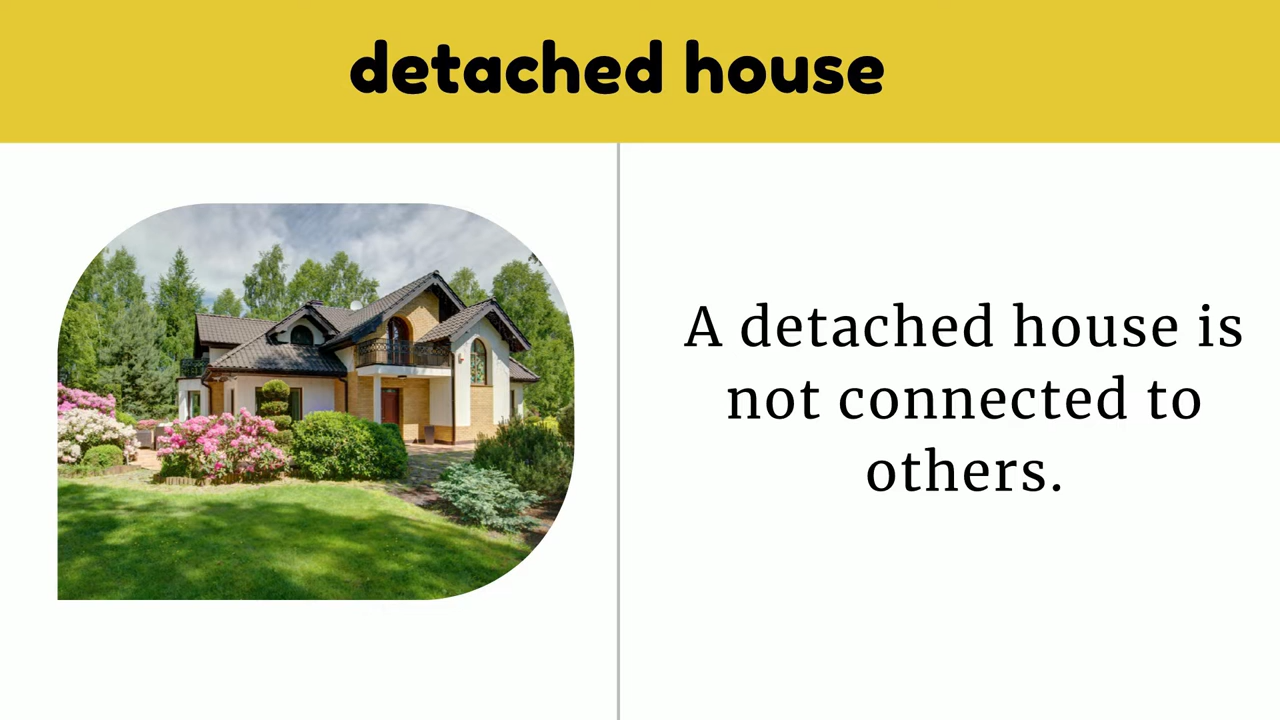 detached house
A detached house is
not connected to
others.